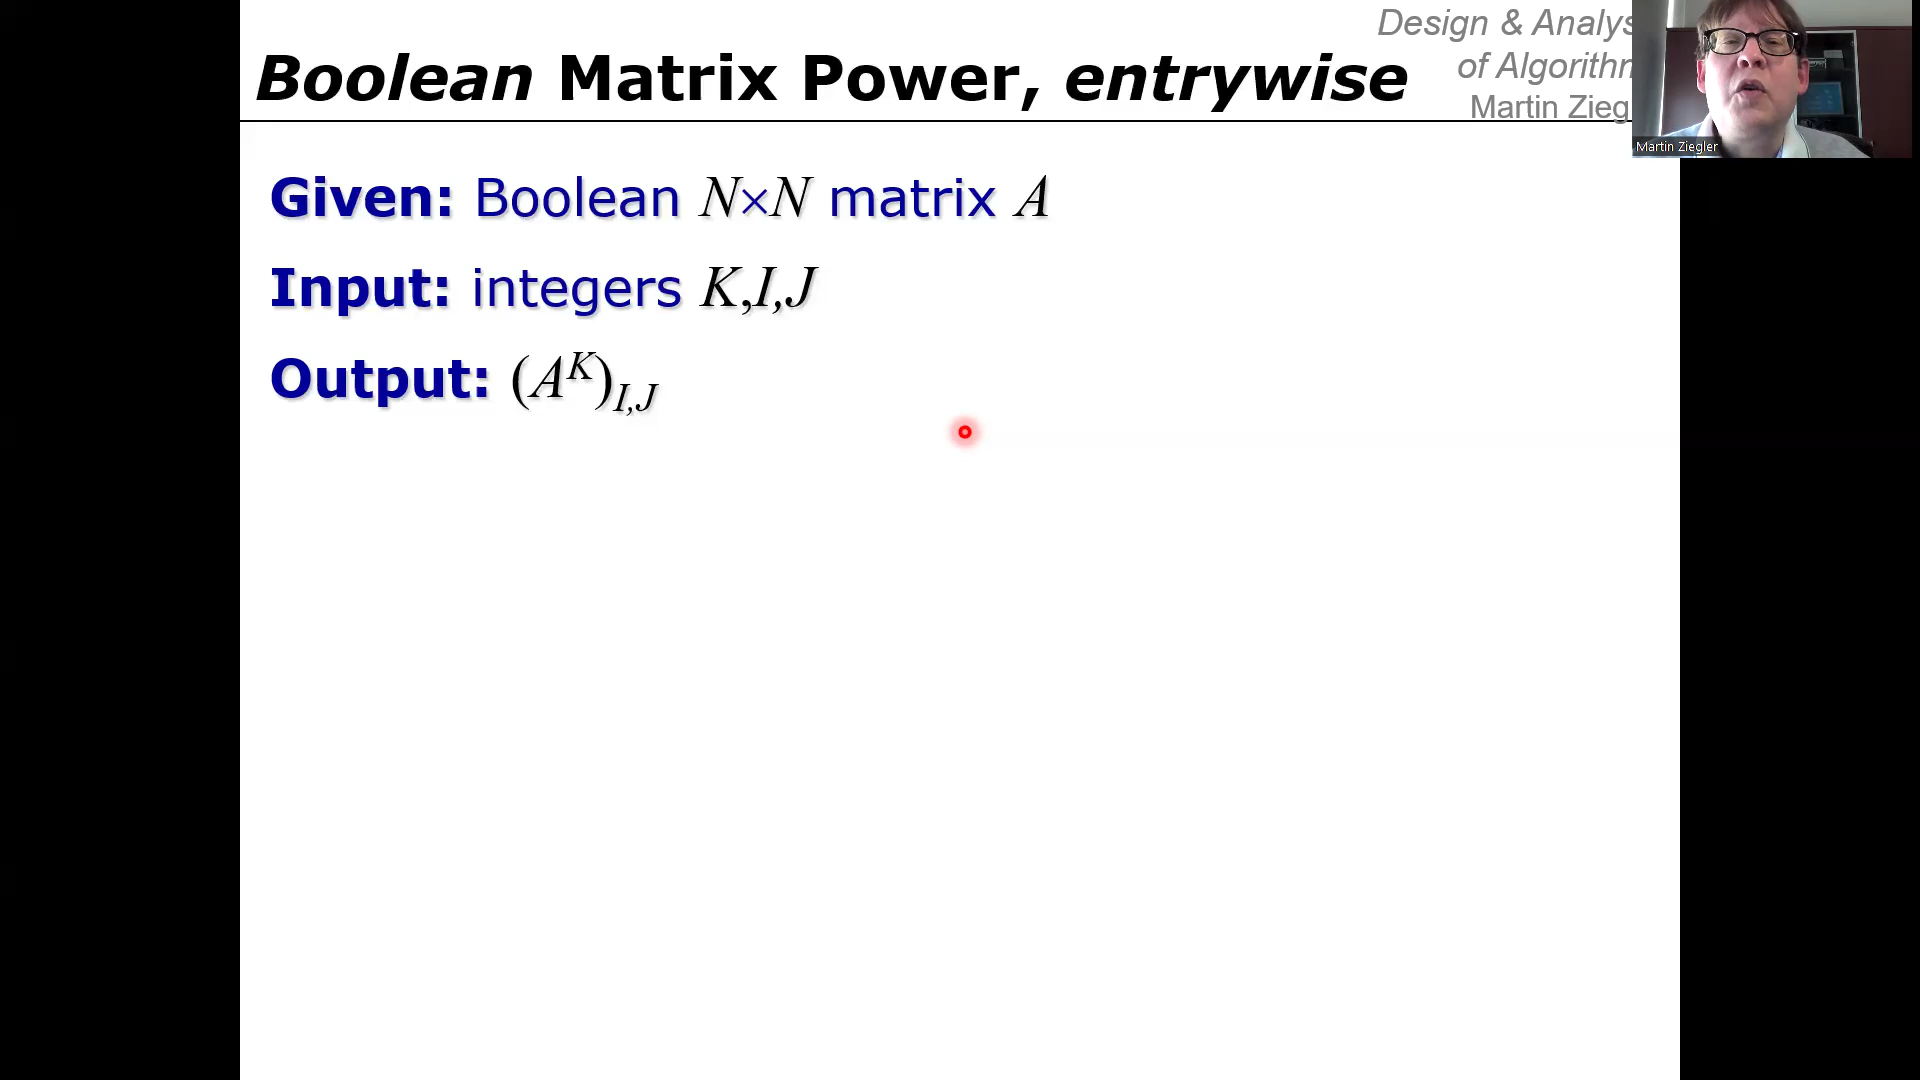 Boolean Matrix Power, entrywise
Design & Analys
of Algorithm
Martin Zieg
Martin Ziegler
Given: Boolean N×N matrix A
Input: integers K,I,J
Output: (A^K)_{I,J}